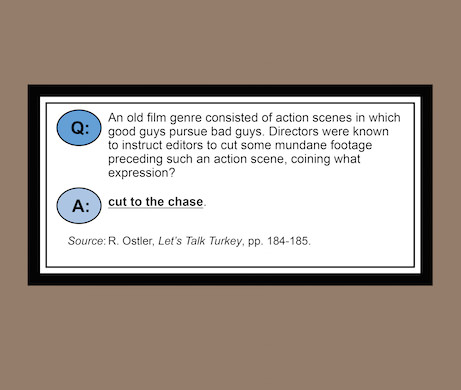 Q: An old film genre consisted of action scenes in which
good guys pursue bad guys. Directors were known
to instruct editors to cut some mundane footage
preceding such an action scene, coining what
expression?
A: cut to the chase.
Source: R. Ostler, Let's Talk Turkey, pp. 184-185.